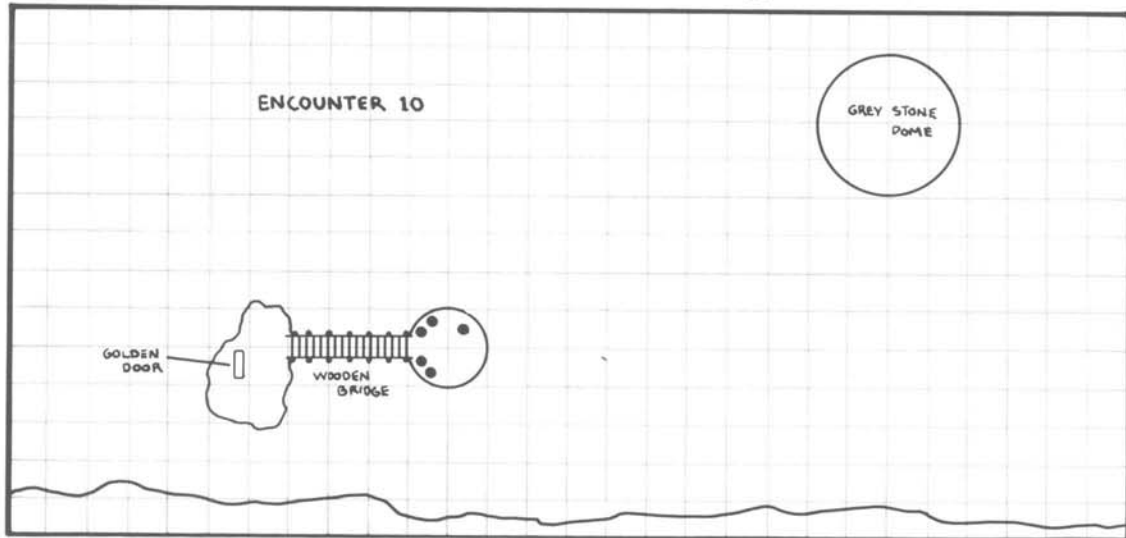 ENCOUNTER 10
GREY STONE
DOME
GOLDEN
DOOR
WOODEN
BRIDGE